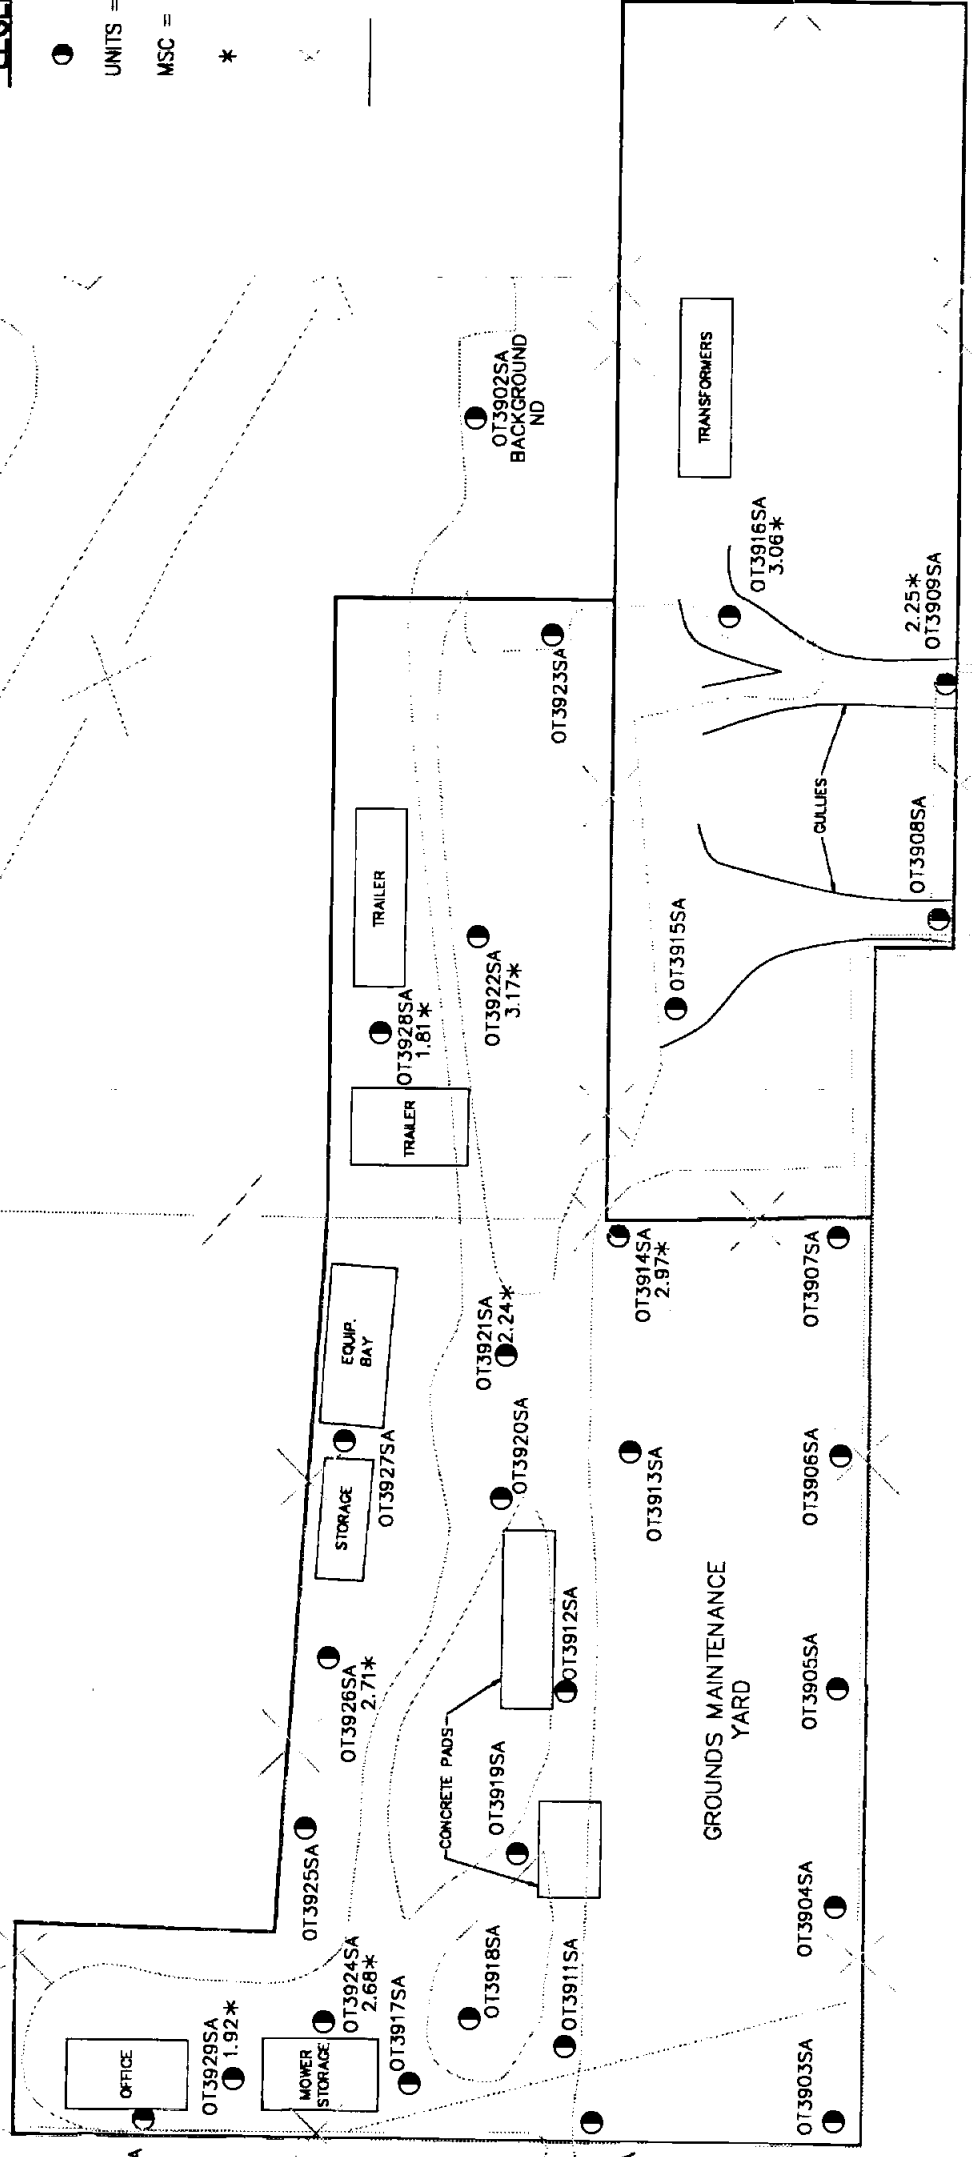 UNITS =
MSC =
*
OT3902SA
BACKGROUND
ND
TRANSFORMERS
OT3916SA
3.06*
2.25*
OT3909SA
OT3923SA
GULLIES
OT3908SA
TRAILER
OT3915SA
OT3922SA
3.17*
OT3928SA
1.81*
TRAILER
OT3914SA
2.97*
OT3907SA
EQUIP.
BAY
OT3921SA
2.24*
OT3927SA
STORAGE
OT3920SA
OT3913SA
OT3906SA
OT3926SA
2.71*
OT3912SA
CONCRETE PADS
GROUNDS MAINTENANCE
YARD
OT3905SA
OT3919SA
OT3925SA
OT3904SA
OT3924SA
2.68*
OT3918SA
OT3911SA
OT3917SA
OFFICE
OT3929SA
1.92*
MOWER
STORAGE
OT3903SA
A